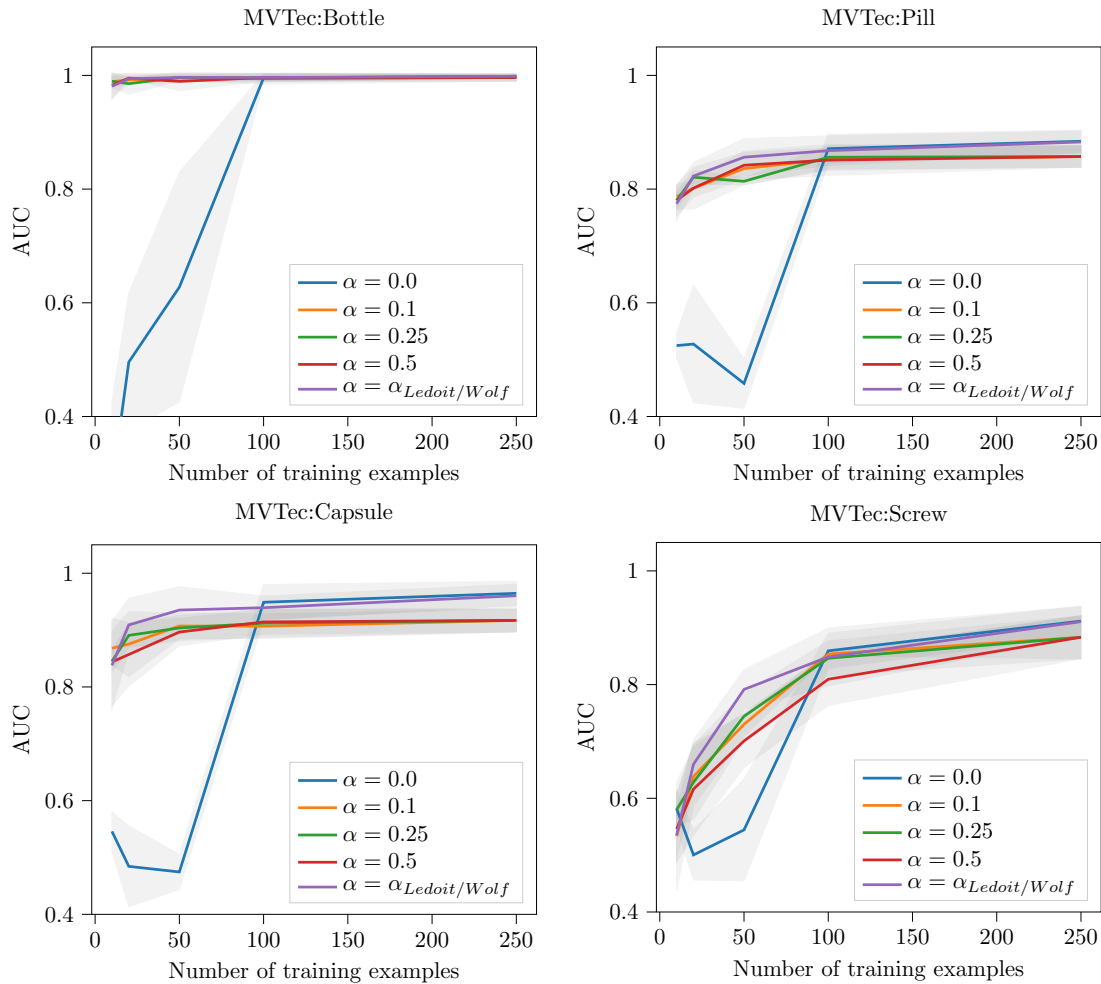 MVTec:Bottle
AUC
1
0.8
0.6
0.4
0 50 100 150 200 250
Number of training examples
α = 0.0
α = 0.1
α = 0.25
α = 0.5
α = α_{Ledoit/Wolf}
MVTec:Pill
AUC
1
0.8
0.6
0.4
0 50 100 150 200 250
Number of training examples
α = 0.0
α = 0.1
α = 0.25
α = 0.5
α = α_{Ledoit/Wolf}
MVTec:Capsule
AUC
1
0.8
0.6
0.4
0 50 100 150 200 250
Number of training examples
α = 0.0
α = 0.1
α = 0.25
α = 0.5
α = α_{Ledoit/Wolf}
MVTec:Screw
AUC
1
0.8
0.6
0.4
0 50 100 150 200 250
Number of training examples
α = 0.0
α = 0.1
α = 0.25
α = 0.5
α = α_{Ledoit/Wolf}